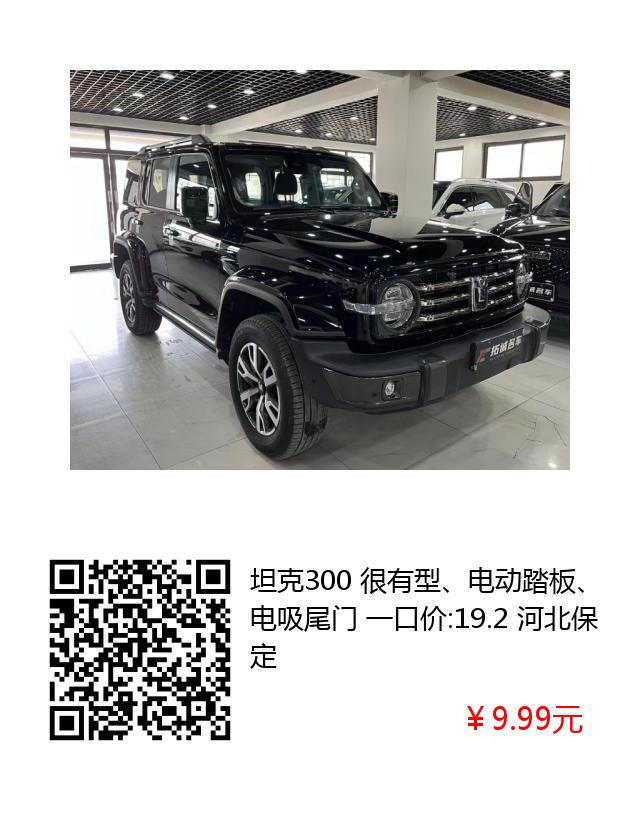 拓诚名车
坦克300 很有型、电动踏板、
电吸尾门 一口价:19.2 河北保
定
￥9.99元